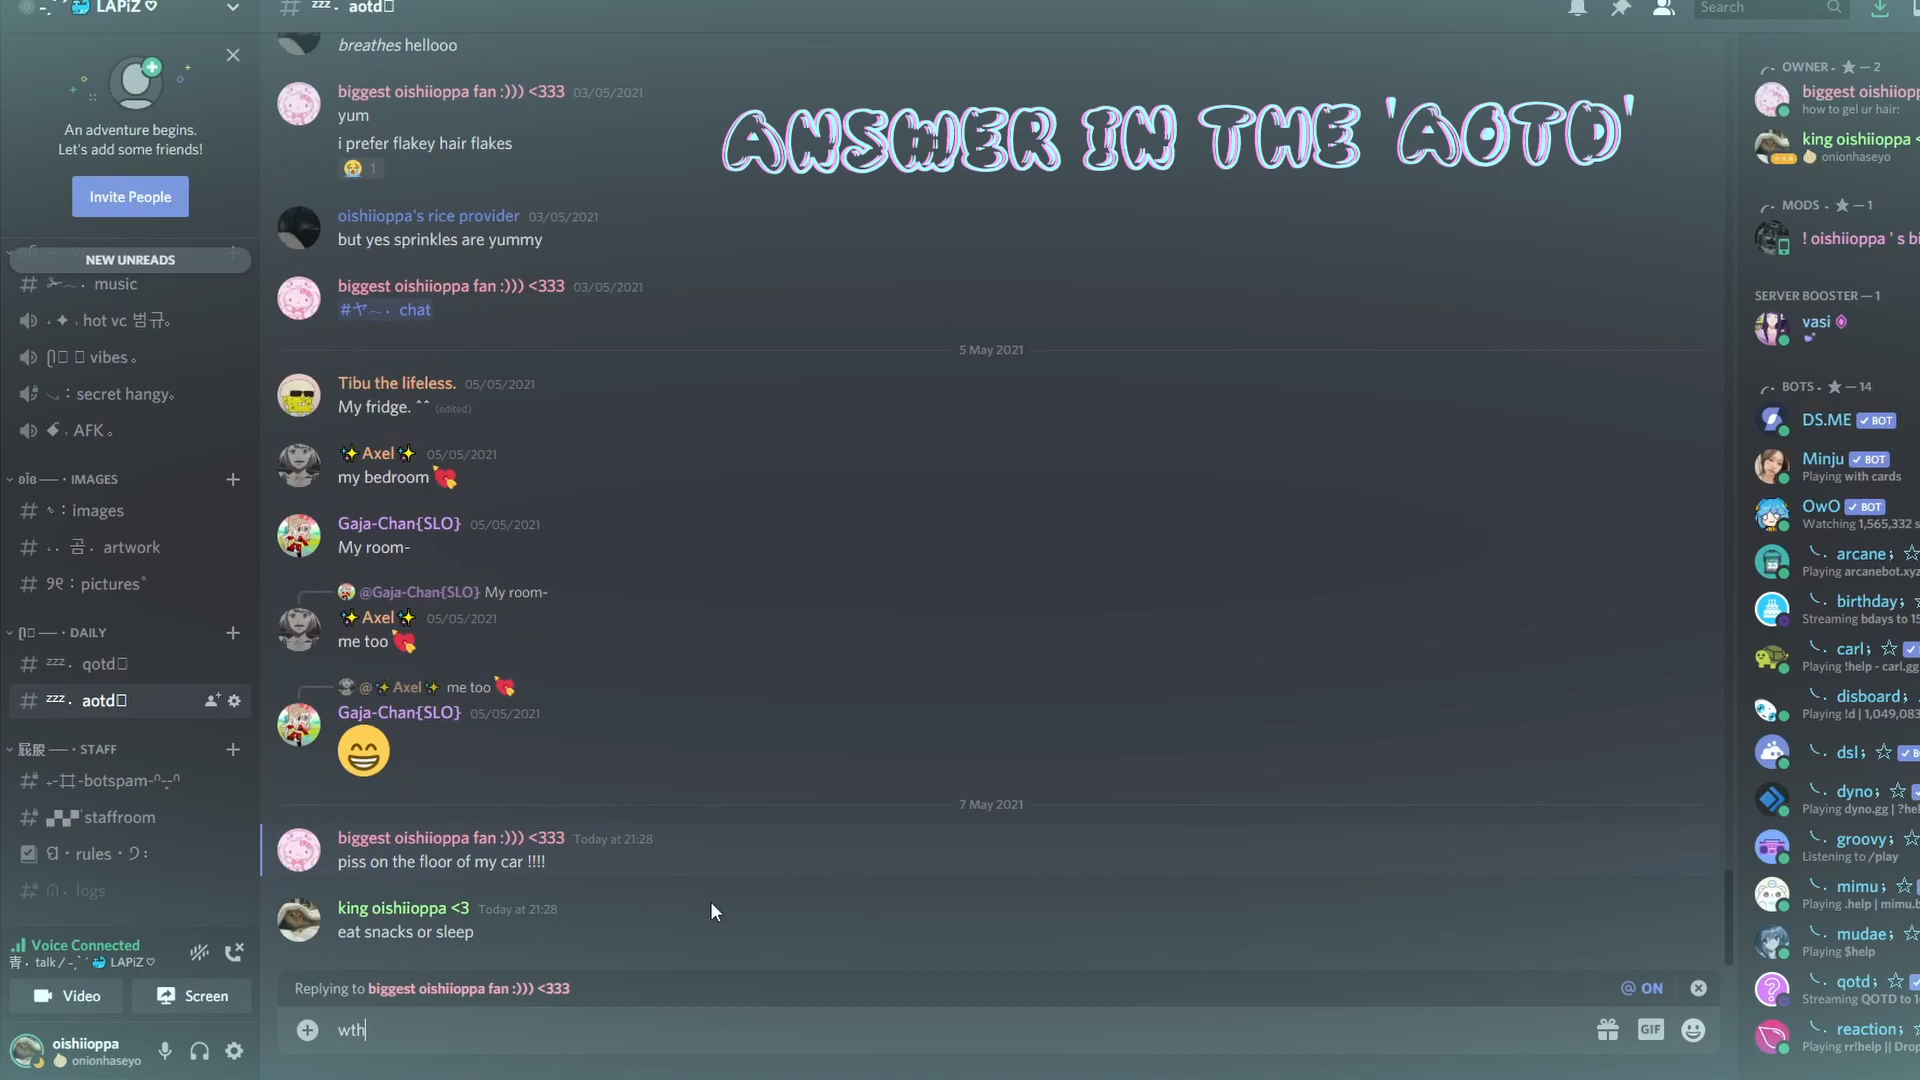 LAPiZ ♡
zzz . aotd
Search
An adventure begins.
Let's add some friends!
Invite People
NEW UNREADS
music
hot vc 범규。
vibes 。
: secret hangy。
AFK 。
IMAGES
: images
곰 . artwork
୨୧ : pictures°
DAILY
zzz . qotd
zzz . aotd
屁股 — · STAFF
-botspam-
staffroom
· rules ·
logs
Voice Connected
青 . talk / LAPiZ ♡
Video
Screen
oishiioppa
onionhaseyo
breathes hellooo
biggest oishiioppa fan :))) <333 03/05/2021
yum
i prefer flakey hair flakes
1
ANSWER IN THE 'AOTD'
oishiioppa's rice provider 03/05/2021
but yes sprinkles are yummy
biggest oishiioppa fan :))) <333 03/05/2021
#ヤ⏜ . chat
5 May 2021
Tibu the lifeless. 05/05/2021
My fridge. ^^ (edited)
✨ Axel ✨ 05/05/2021
my bedroom 💘
Gaja-Chan{SLO} 05/05/2021
My room-
@Gaja-Chan{SLO} My room-
✨ Axel ✨ 05/05/2021
me too 💘
@✨ Axel ✨ me too 💘
Gaja-Chan{SLO} 05/05/2021
7 May 2021
biggest oishiioppa fan :))) <333 Today at 21:28
piss on the floor of my car !!!!
king oishiioppa <3 Today at 21:28
eat snacks or sleep
Replying to biggest oishiioppa fan :))) <333
@ ON
wth
GIF
OWNER - ★ — 2
biggest oishiiopp
how to gel ur hair:
king oishiioppa <
onionhaseyo
MODS - ★ — 1
! oishiioppa ' s bi
SERVER BOOSTER — 1
vasi
BOTS - ★ — 14
DS.ME ✓ BOT
Minju ✓ BOT
Playing with cards
OwO ✓ BOT
Watching 1,565,332 s
arcane ; ☆
Playing arcanebot.xyz
birthday ;
Streaming bdays to 15
carl ; ☆
Playing !help - carl.gg
disboard ;
Playing !d | 1,049,083
dsl ; ☆
dyno ; ☆
Playing dyno.gg | ?help
groovy ;
Listening to /play
mimu ; ☆
Playing .help | mimu.b
mudae ; ☆
Playing $help
qotd ; ☆
Streaming QOTD to 1
reaction ;
Playing rr!help || Drop